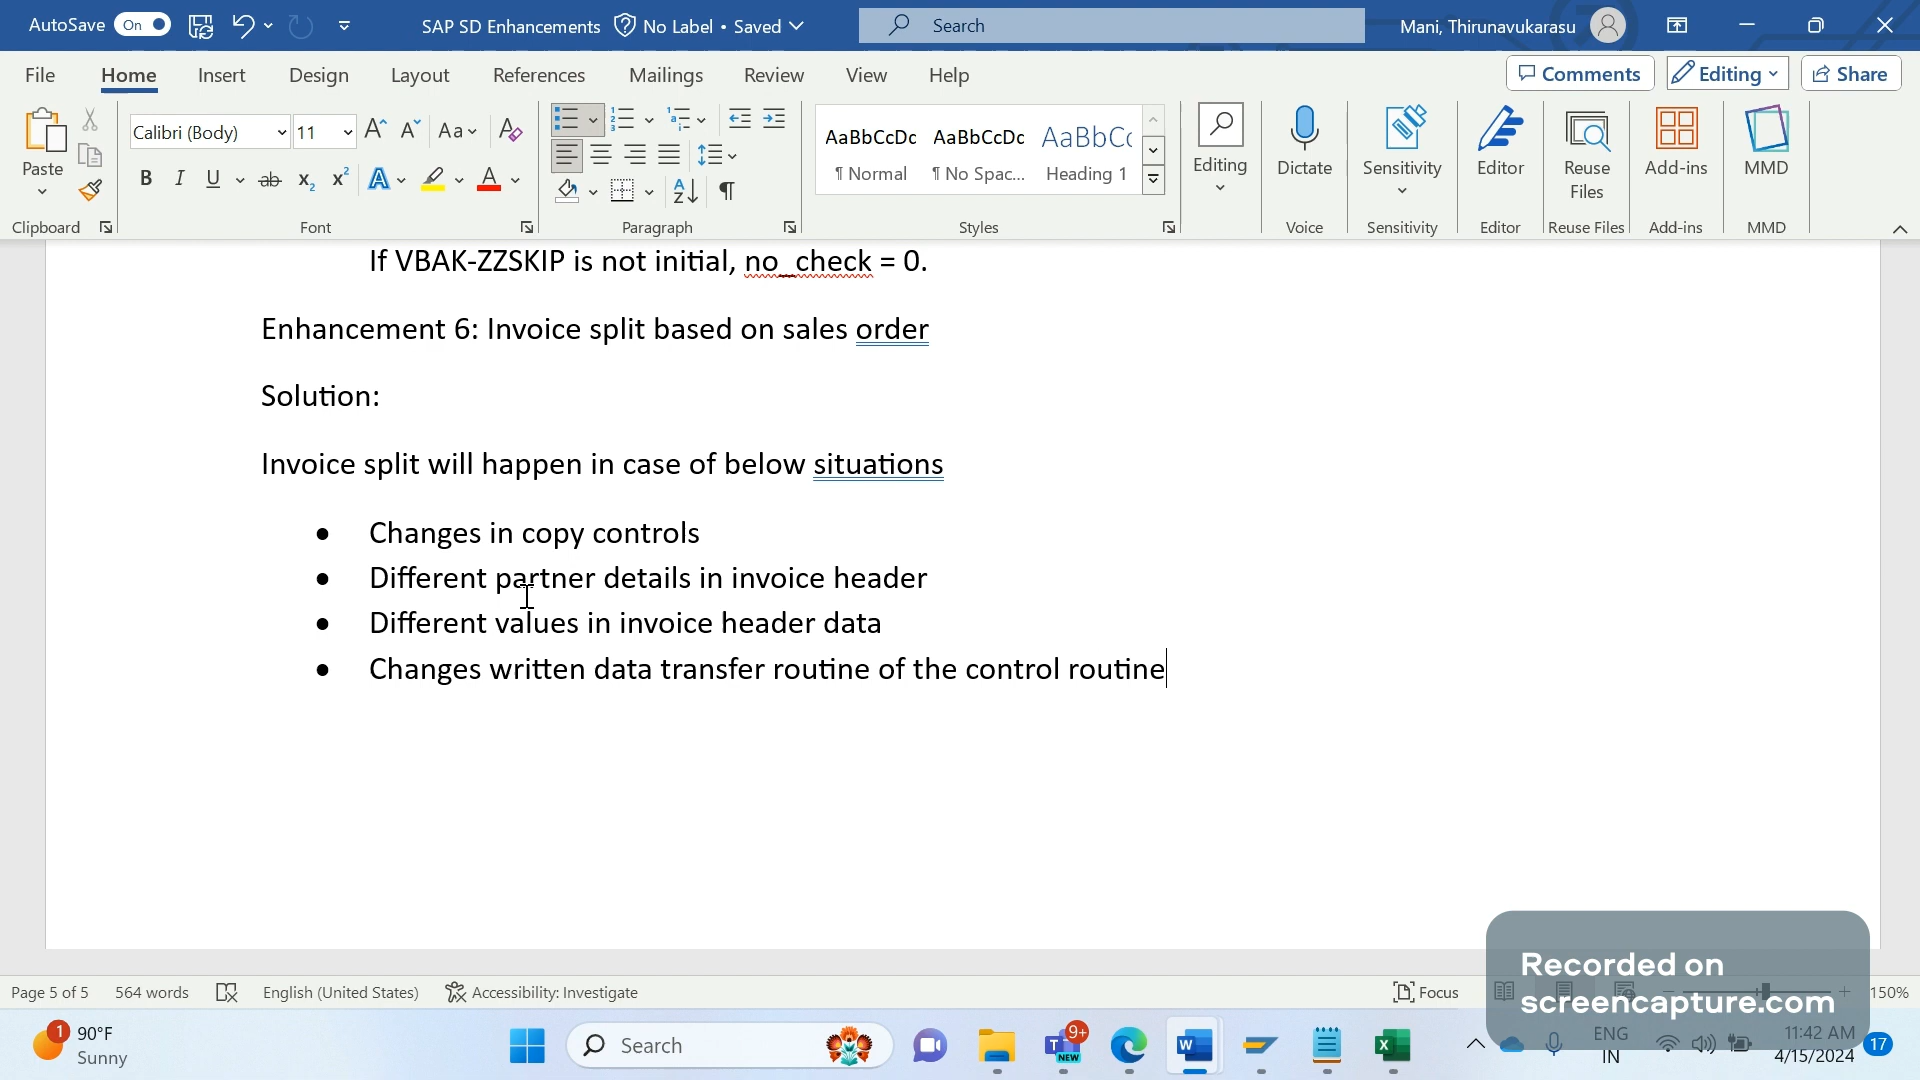 AutoSave On SAP SD Enhancements No Label • Saved Search Mani, Thirunavukarasu
File Home Insert Design Layout References Mailings Review View Help Comments Editing Share
Paste Calibri (Body) 11 Aa AaBbCcDc AaBbCcDc AaBbCc Editing Dictate Sensitivity Editor Reuse Files Add-ins MMD
¶ Normal ¶ No Spac... Heading 1
Clipboard Font Paragraph Styles Voice Sensitivity Editor Reuse Files Add-ins MMD
If VBAK-ZZSKIP is not initial, no_check = 0.
Enhancement 6: Invoice split based on sales order
Solution:
Invoice split will happen in case of below situations
• Changes in copy controls
• Different partner details in invoice header
• Different values in invoice header data
• Changes written data transfer routine of the control routine
Recorded on
screencapture.com
Page 5 of 5 564 words English (United States) Accessibility: Investigate Focus 150%
1 90°F
Sunny
Search
9+
NEW
ENG
IN
11:42 AM
4/15/2024
17